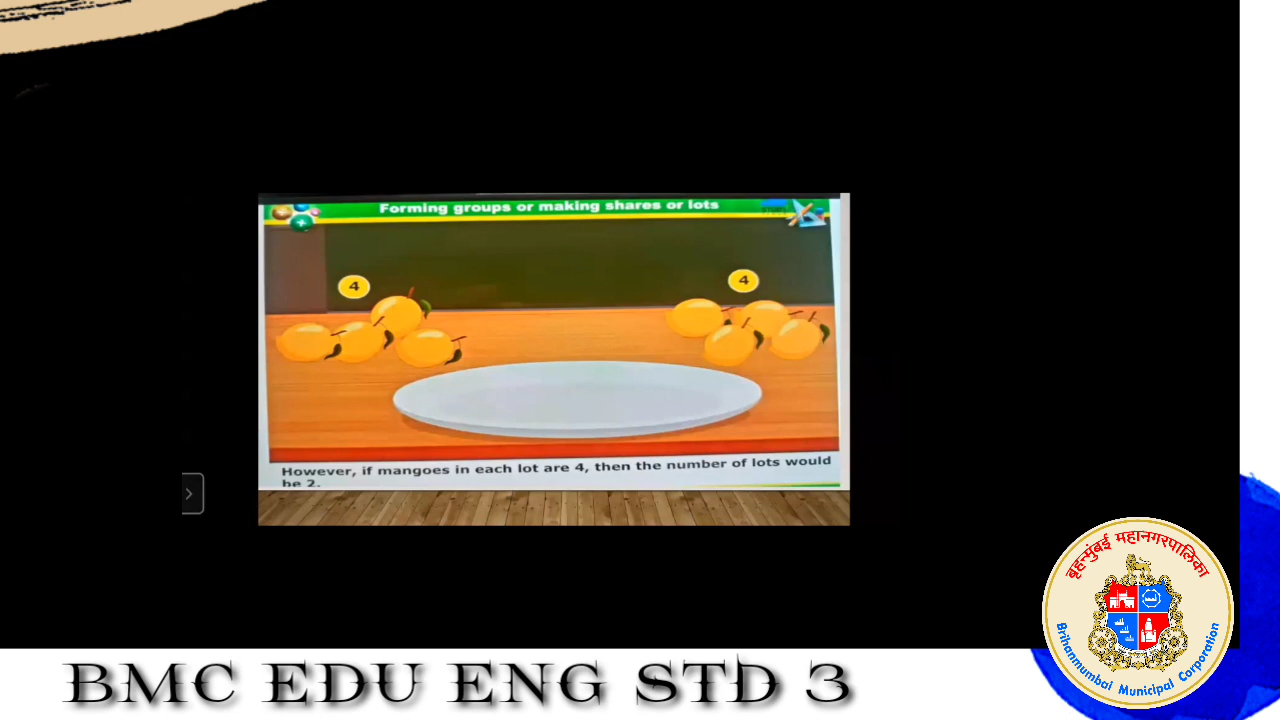 Forming groups or making shares or lots
4
4
However, if mangoes in each lot are 4, then the number of lots would
be 2.
बृहन्मुंबई महानगरपालिका
Brihanmumbai Municipal Corporation
BMC EDU ENG STD 3